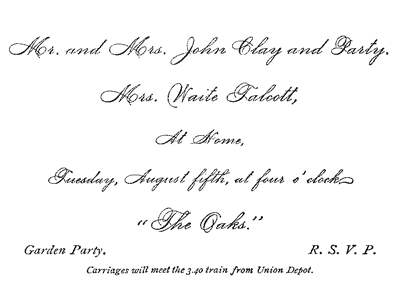 Mr. and Mrs. John Clay and Party.
Mrs. Waite Talcott,
At Home,
Tuesday, August fifth, at four o'clock
"The Oaks."
Garden Party. R. S. V. P.
Carriages will meet the 3.40 train from Union Depot.